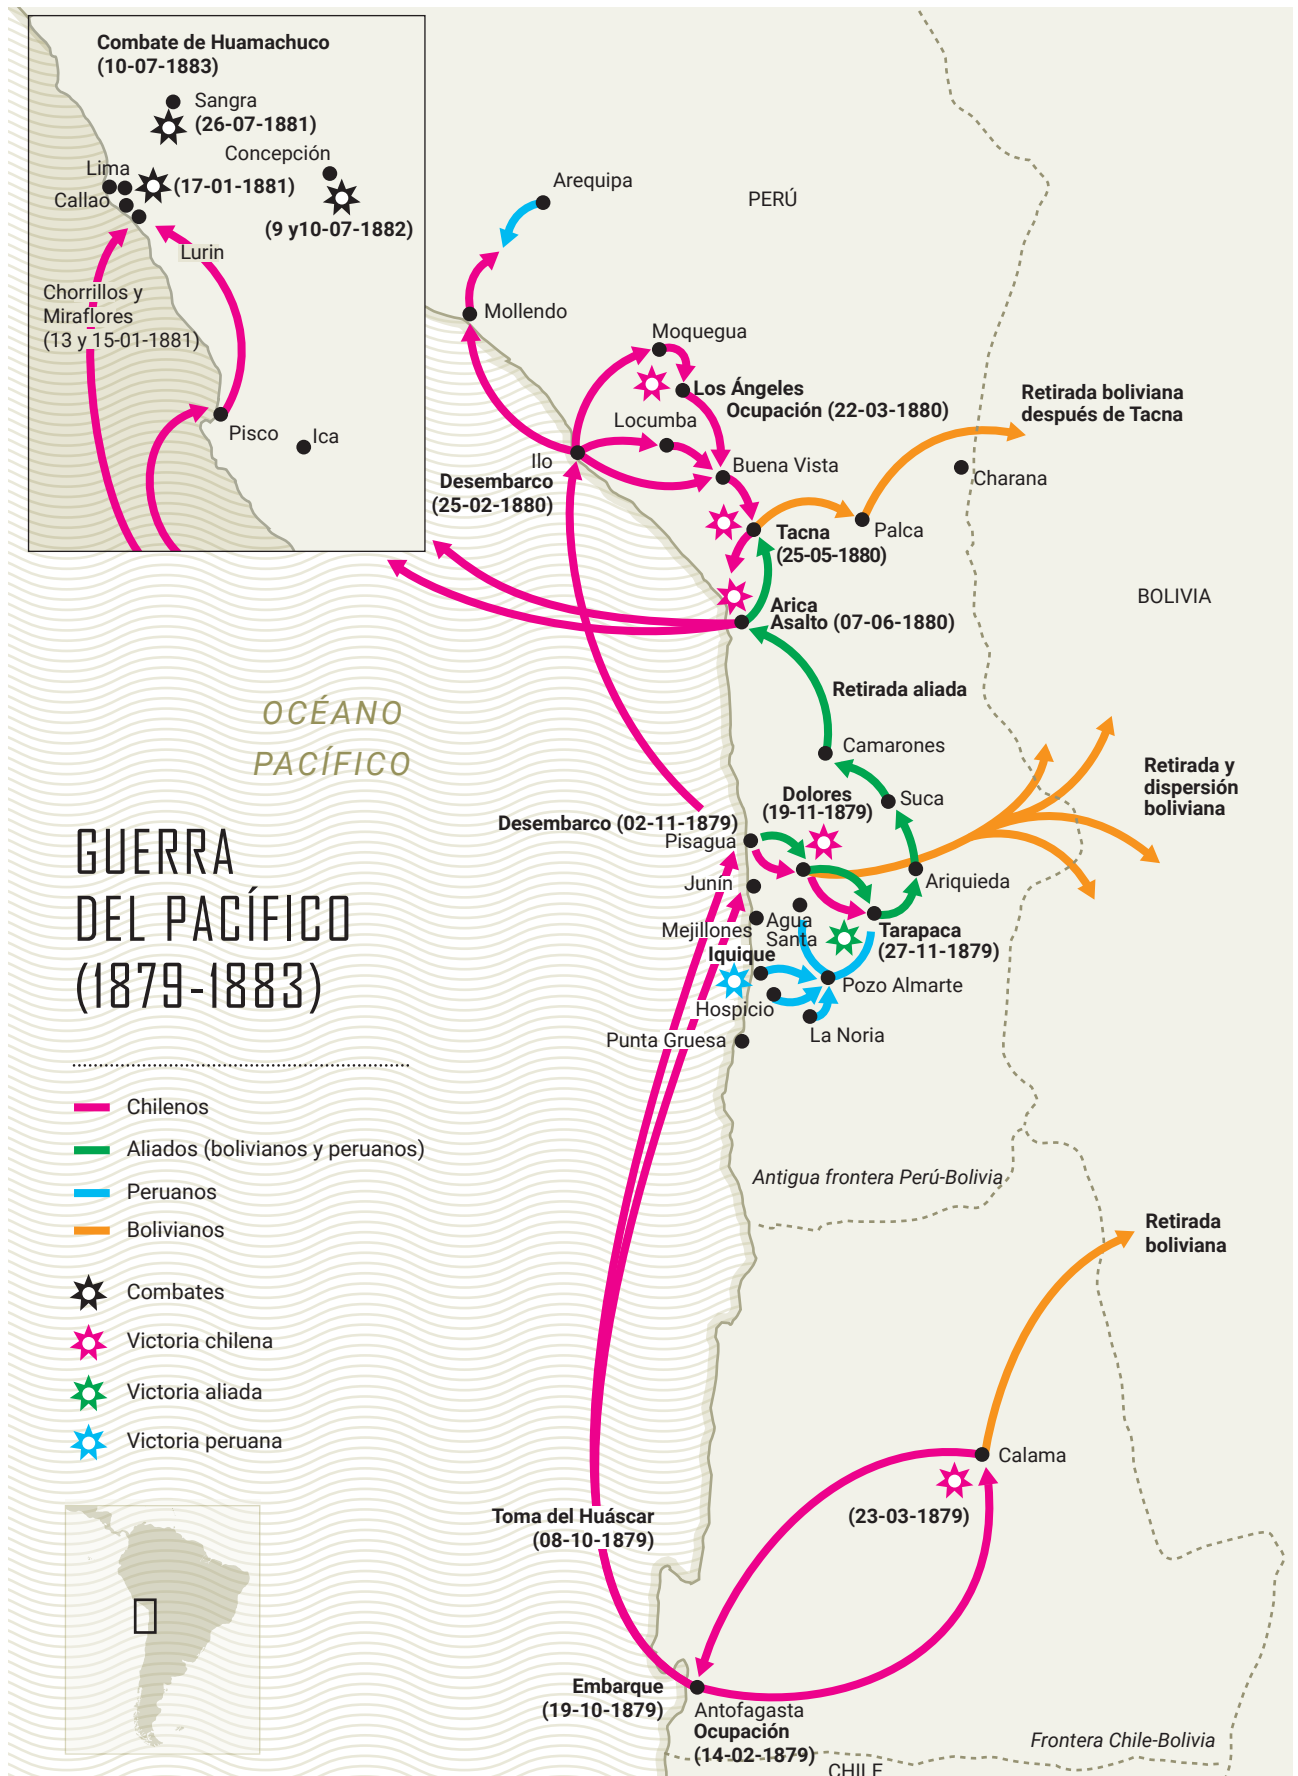 Combate de Huamachuco
(10-07-1883)
Sangra
(26-07-1881)
Concepción
Lima
(17-01-1881)
Callao
(9 y10-07-1882)
Lurin
Chorrillos y
Miraflores
(13 y 15-01-1881)
Pisco
Ica
Arequipa
PERÚ
Mollendo
Moquegua
Los Ángeles
Ocupación (22-03-1880)
Retirada boliviana
después de Tacna
Locumba
Ilo
Desembarco
(25-02-1880)
Buena Vista
Charana
Palca
Tacna
(25-05-1880)
BOLIVIA
Arica
Asalto (07-06-1880)
Retirada aliada
OCÉANO
PACÍFICO
Camarones
Retirada y
dispersión
boliviana
Dolores
(19-11-1879)
Suca
Desembarco (02-11-1879)
Pisagua
Junín
Ariquieda
Mejillones
Agua
Santa
Tarapaca
(27-11-1879)
Iquique
Pozo Almarte
Hospicio
La Noria
Punta Gruesa
GUERRA
DEL PACÍFICO
(1879-1883)
Chilenos
Aliados (bolivianos y peruanos)
Peruanos
Bolivianos
Combates
Victoria chilena
Victoria aliada
Victoria peruana
Antigua frontera Perú-Bolivia
Retirada
boliviana
Calama
(23-03-1879)
Toma del Huáscar
(08-10-1879)
Embarque
(19-10-1879)
Antofagasta
Ocupación
(14-02-1879)
Frontera Chile-Bolivia
CHILE